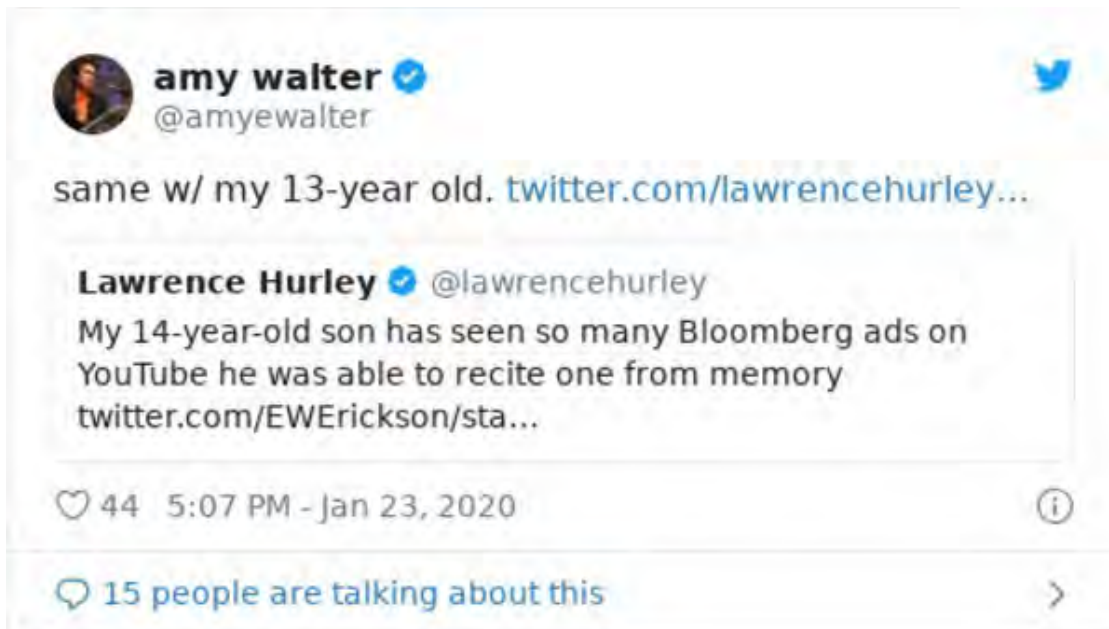 amy walter
@amyewalter
same w/ my 13-year old. twitter.com/lawrencehurley...
Lawrence Hurley @lawrencehurley
My 14-year-old son has seen so many Bloomberg ads on
YouTube he was able to recite one from memory
twitter.com/EWErickson/sta...
44 5:07 PM - Jan 23, 2020
15 people are talking about this